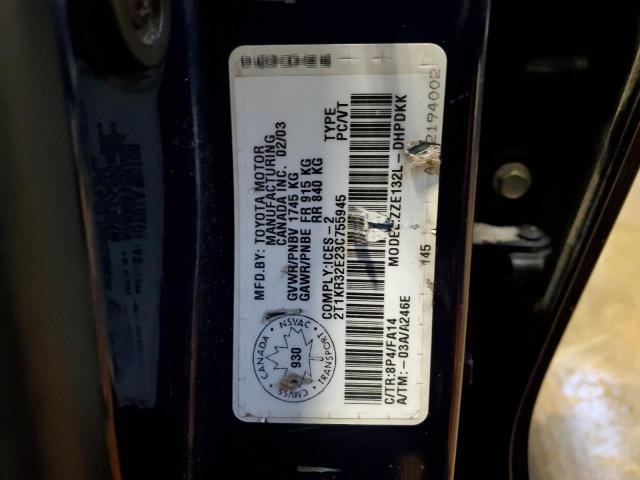 MFD.BY: TOYOTA MOTOR
MANUFACTURING
CANADA INC. 02/03
GVWR/PNBV 1745 KG
GAWR/PNBE FR 915 KG
RR 840 KG
COMPLY:ICES-2
TYPE
2T1KR32E23C755945
PC/VT
MODEL:ZZE132L-DHPDKK
145
2194002
C/TR:8P4/FA14
A/TM:-03A/A246E
CANADA
NSVAC
930
TRANSPORT
CMVSS